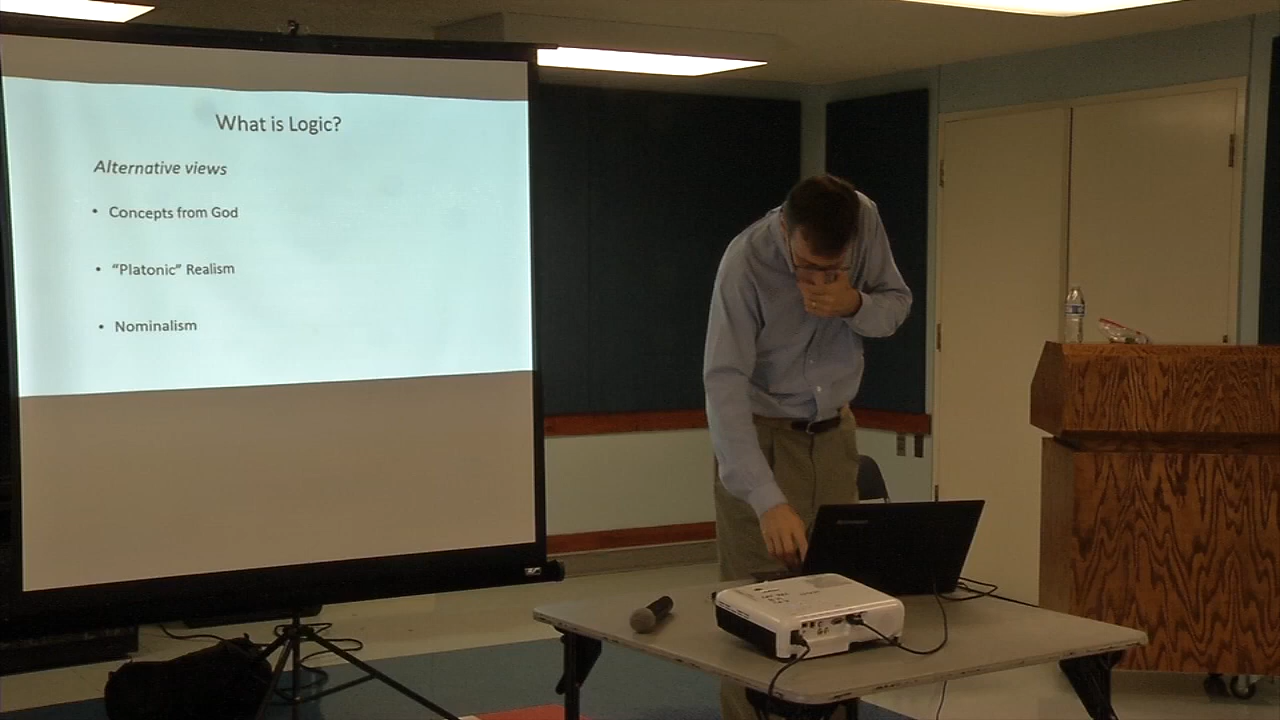 What is Logic?
Alternative views
• Concepts from God
• “Platonic” Realism
• Nominalism